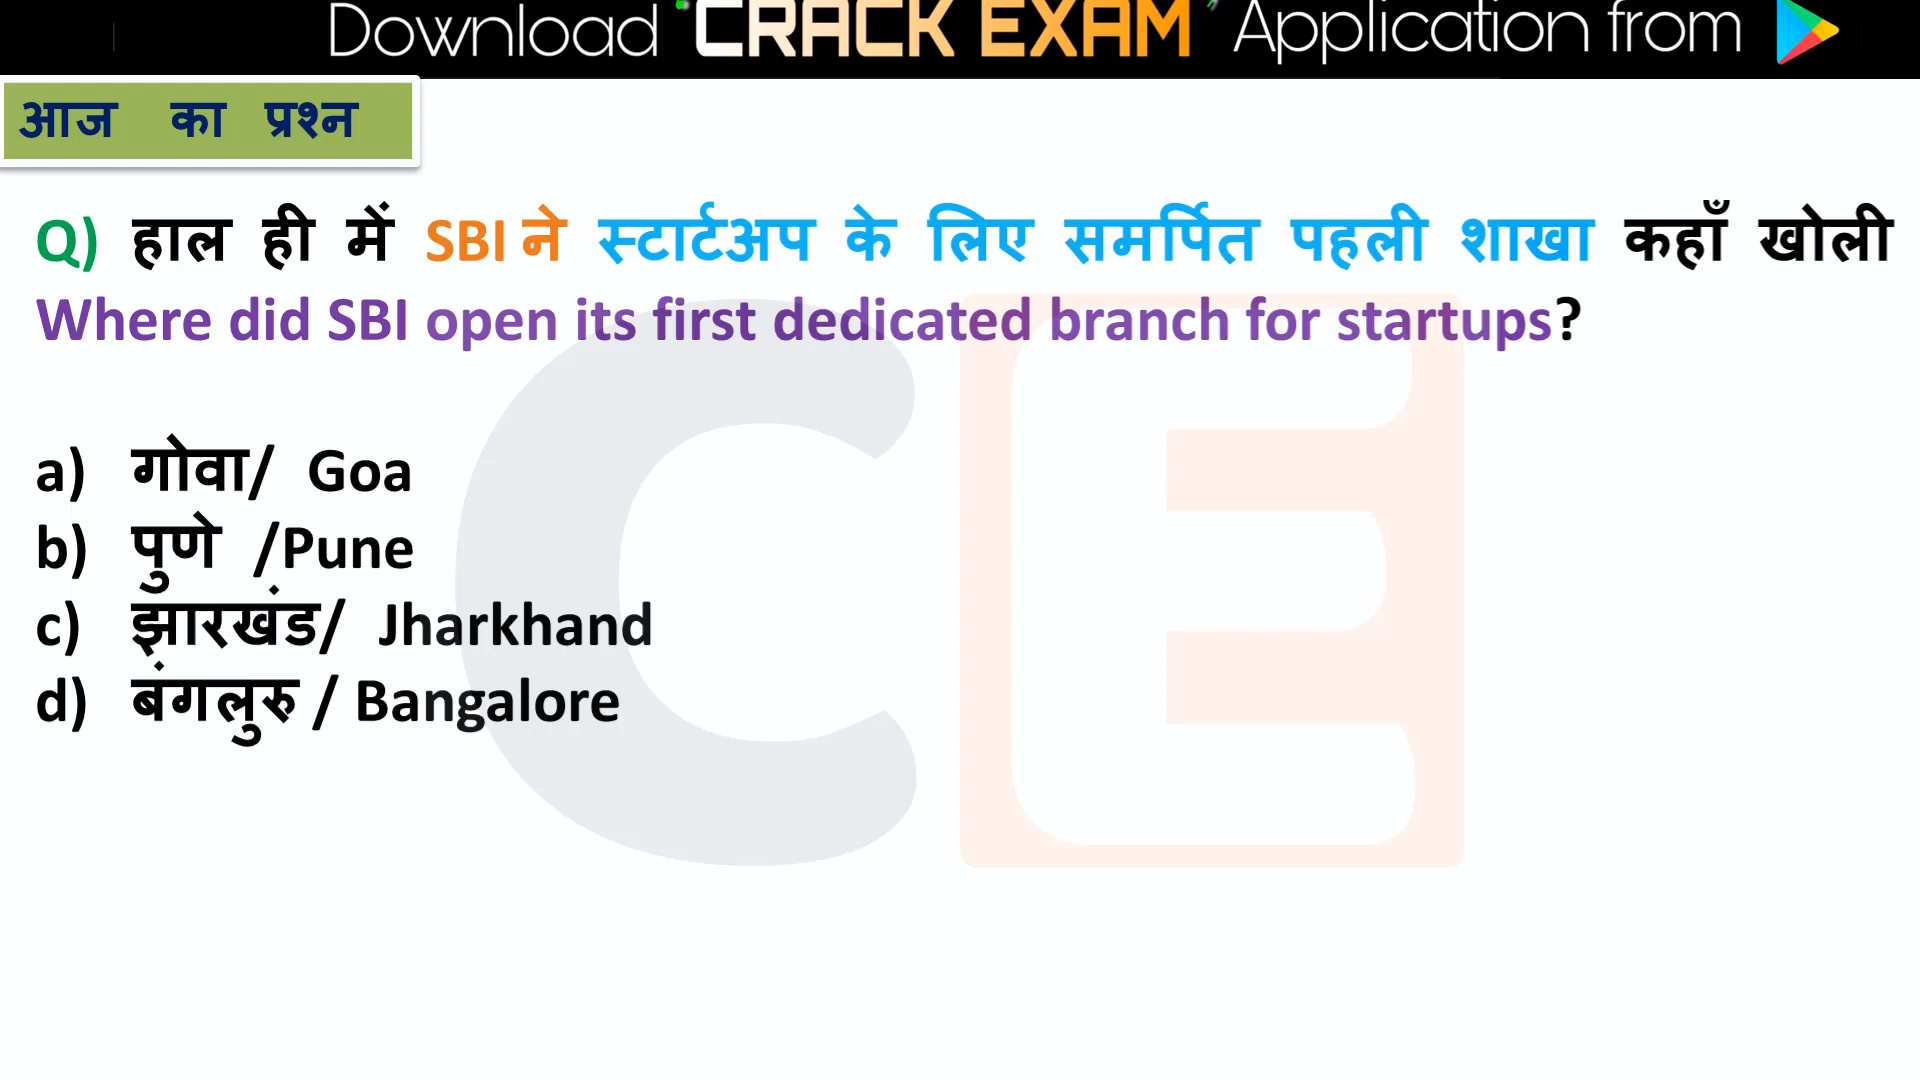 Download "CRACK EXAM" Application from
आज का प्रश्न
Q) हाल ही में SBI ने स्टार्टअप के लिए समर्पित पहली शाखा कहाँ खोली
Where did SBI open its first dedicated branch for startups?
a) गोवा/ Goa
b) पुणे /Pune
c) झारखंड/ Jharkhand
d) बंगलुरु / Bangalore
CE